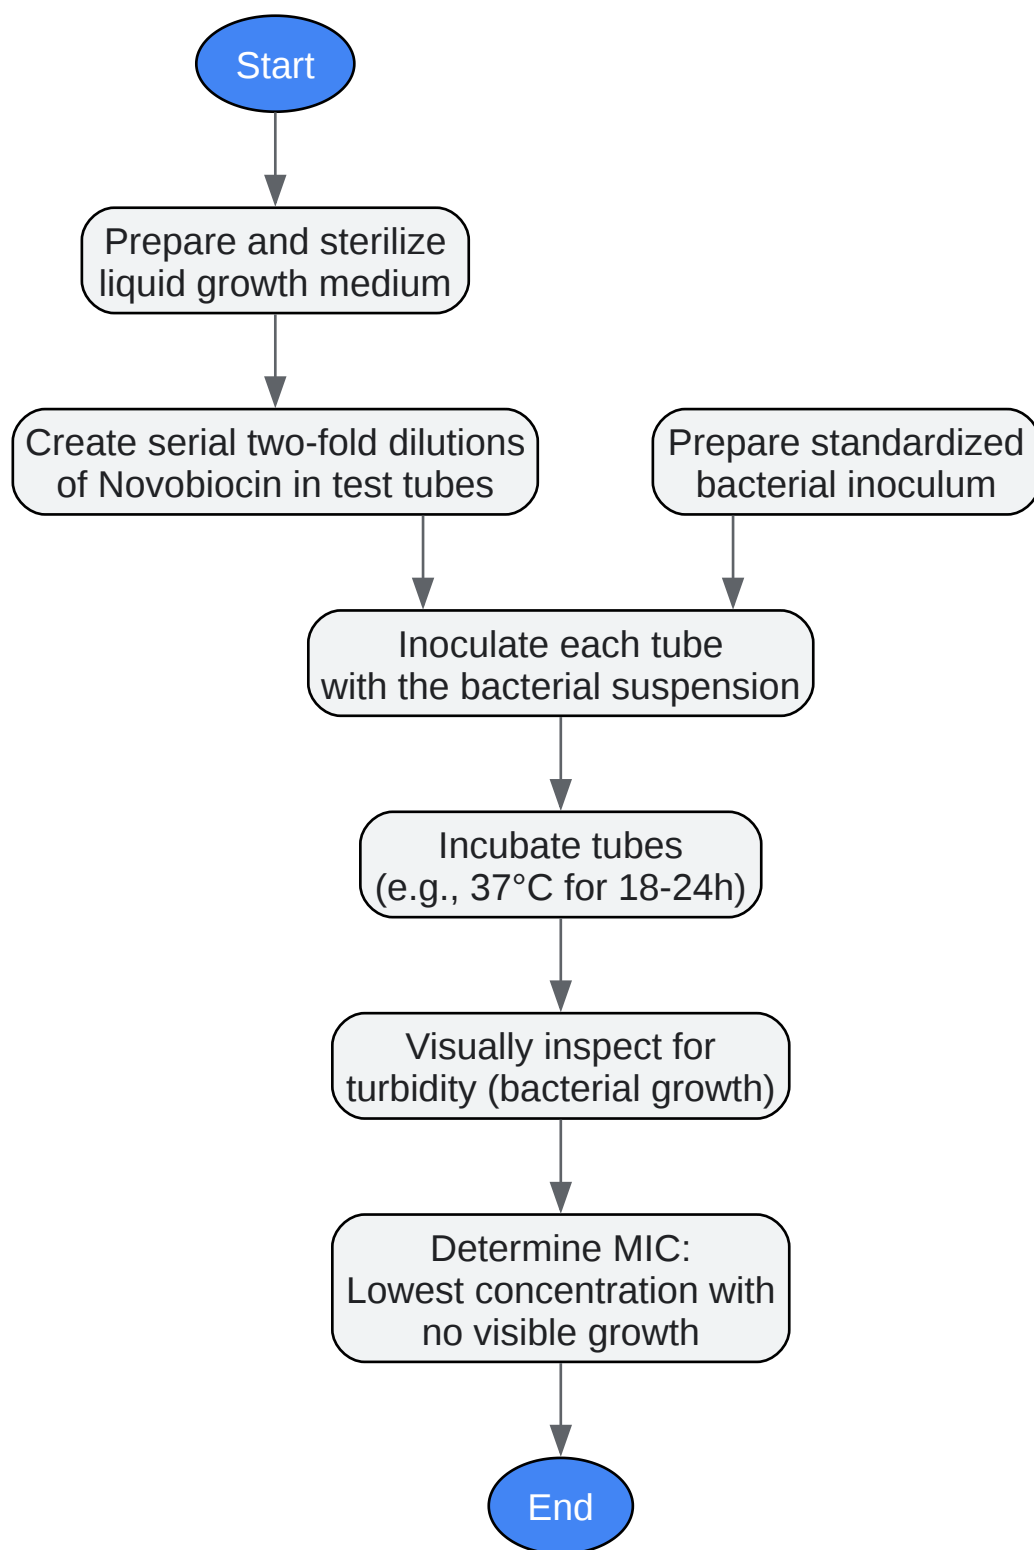 Start
Prepare and sterilize
liquid growth medium
Create serial two-fold dilutions
of Novobiocin in test tubes
Prepare standardized
bacterial inoculum
Inoculate each tube
with the bacterial suspension
Incubate tubes
(e.g., 37°C for 18-24h)
Visually inspect for
turbidity (bacterial growth)
Determine MIC:
Lowest concentration with
no visible growth
End